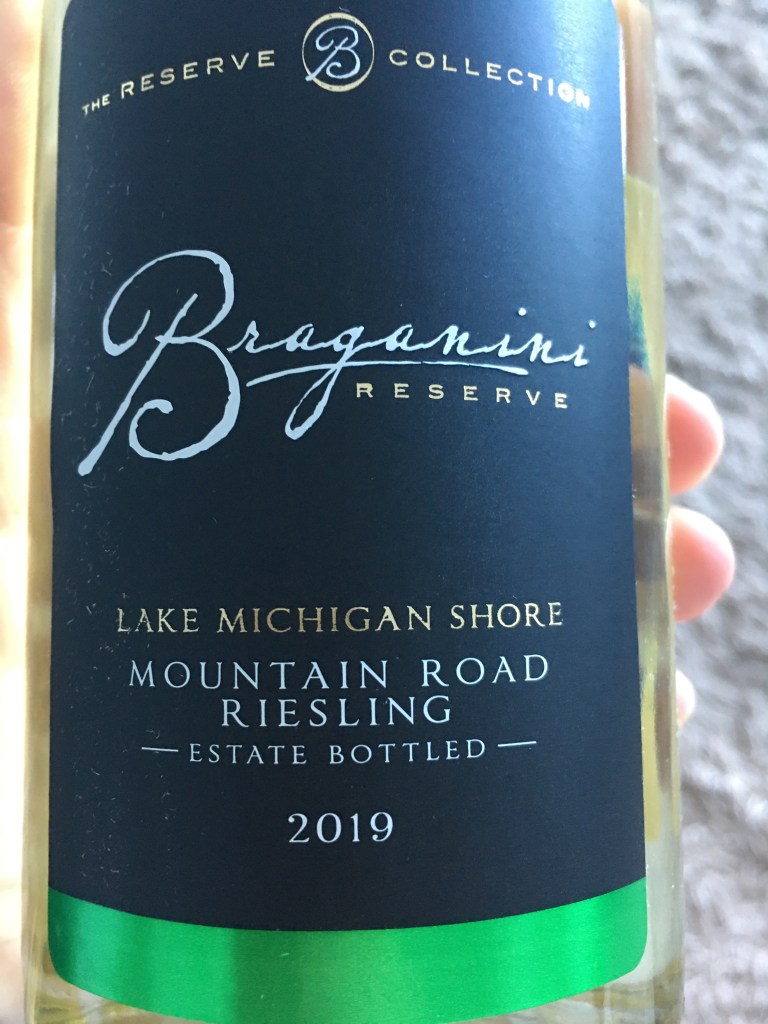 THE RESERVE B COLLECTION
Braganini
RESERVE
LAKE MICHIGAN SHORE
MOUNTAIN ROAD
RIESLING
— ESTATE BOTTLED —
2019